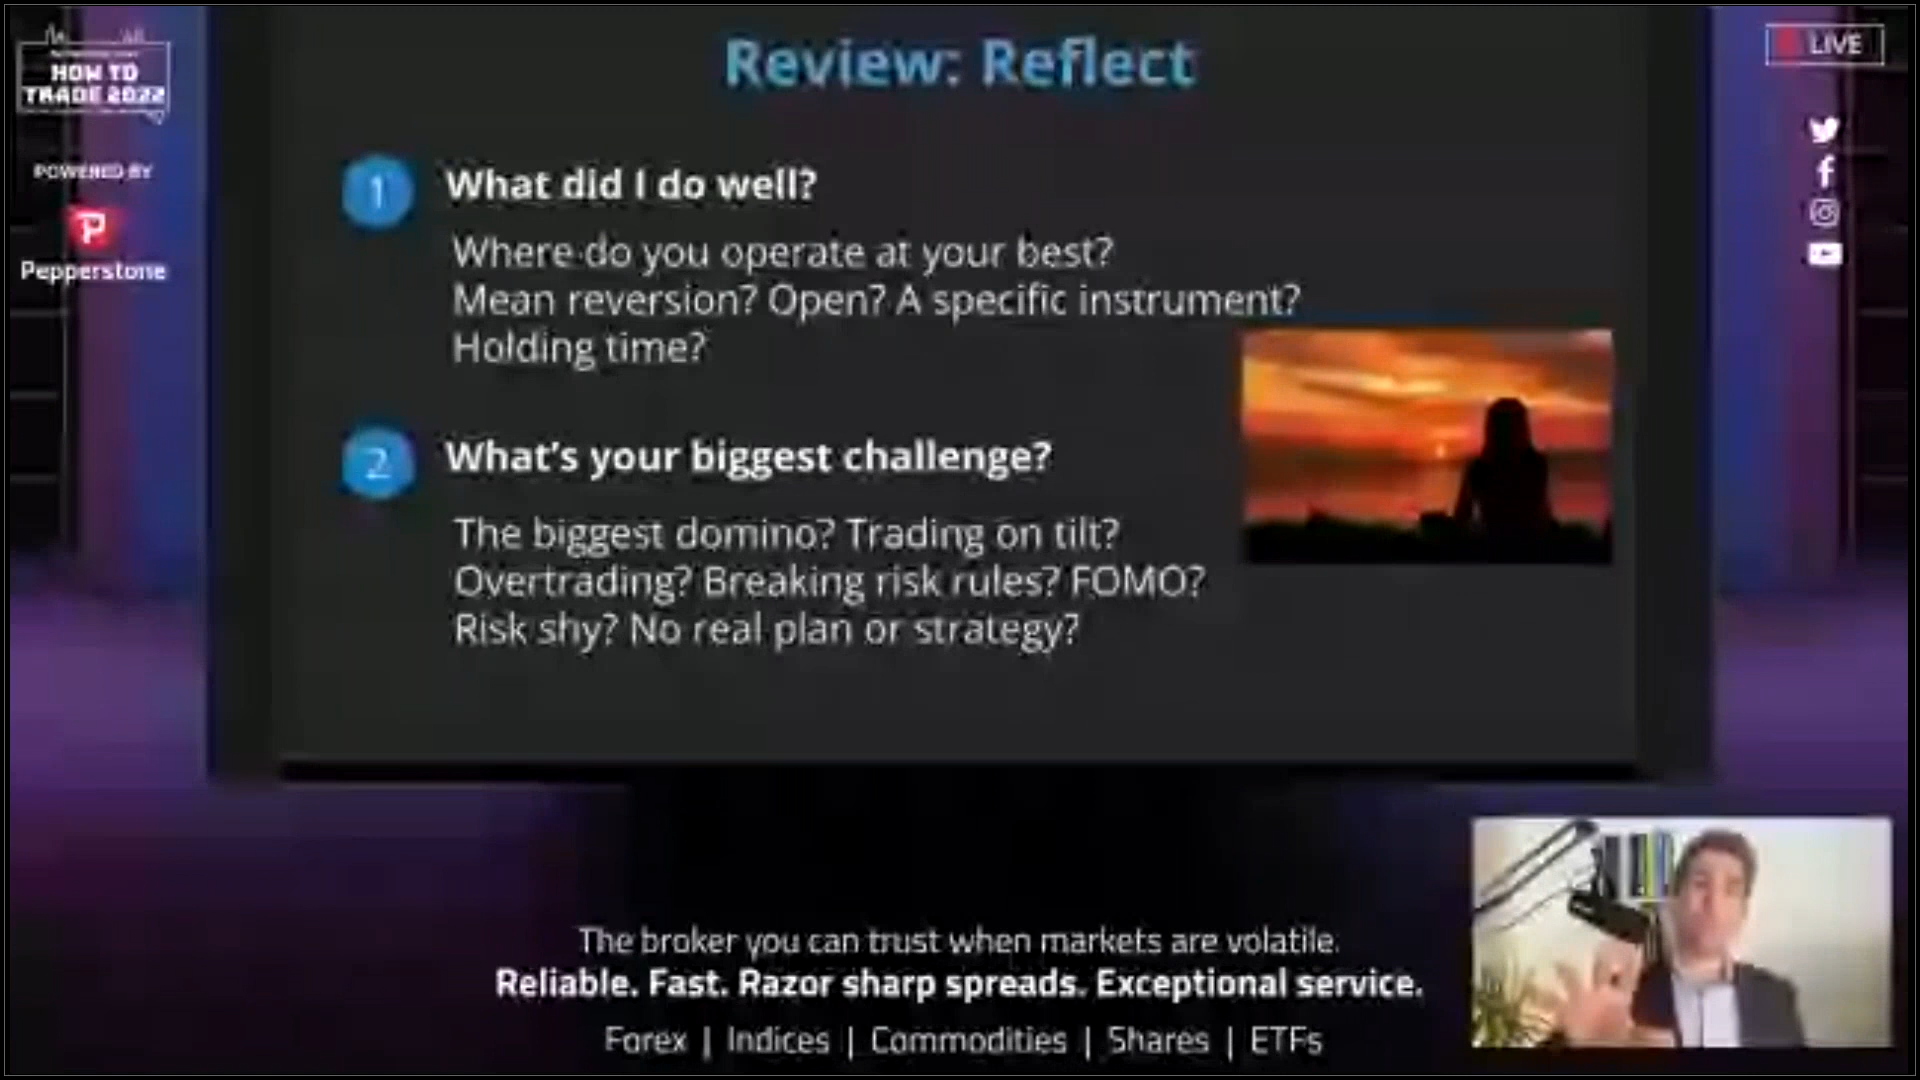 HOW TO
TRADE 2022
POWERED BY
Pepperstone
LIVE
Review: Reflect
1
What did I do well?
Where do you operate at your best?
Mean reversion? Open? A specific instrument?
Holding time?
2
What's your biggest challenge?
The biggest domino? Trading on tilt?
Overtrading? Breaking risk rules? FOMO?
Risk shy? No real plan or strategy?
The broker you can trust when markets are volatile.
Reliable. Fast. Razor sharp spreads. Exceptional service.
Forex | Indices | Commodities | Shares | ETFs